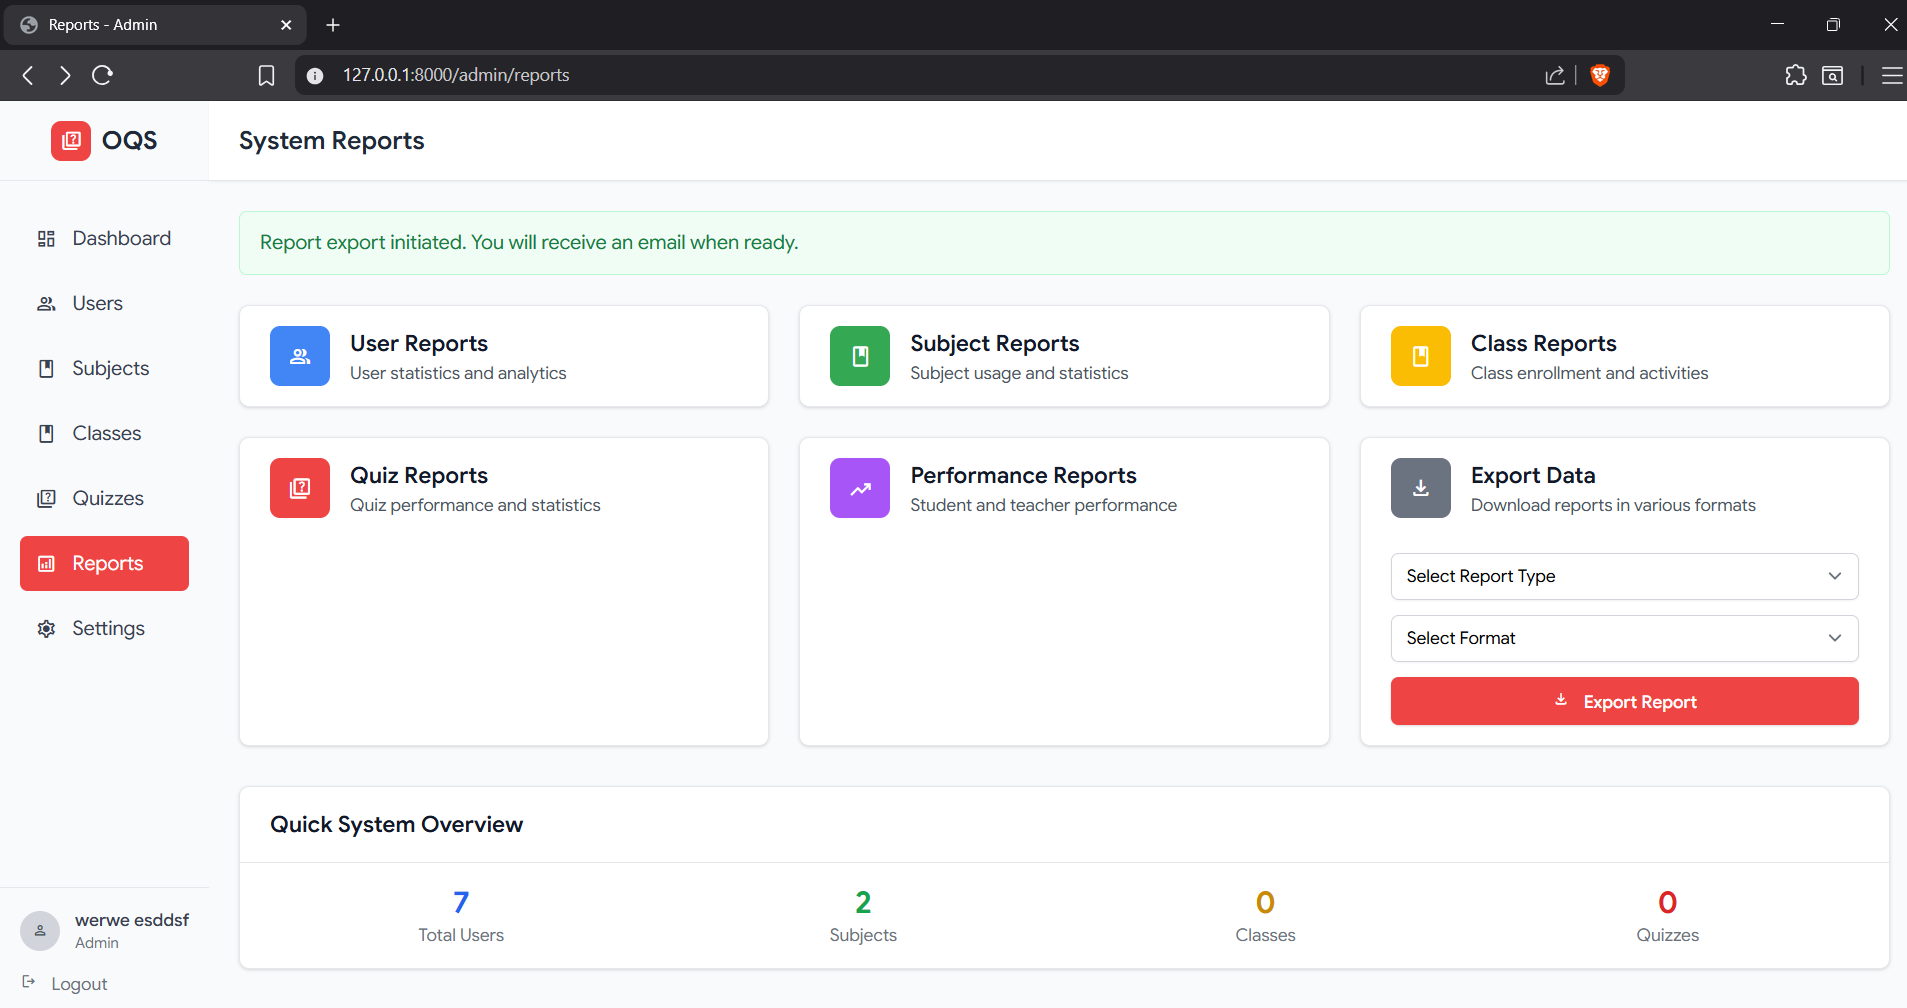 Reports - Admin
127.0.0.1:8000/admin/reports
OQS
System Reports
Dashboard
Users
Subjects
Classes
Quizzes
Reports
Settings
werwe esddsf
Admin
Logout
Report export initiated. You will receive an email when ready.
User Reports
User statistics and analytics
Subject Reports
Subject usage and statistics
Class Reports
Class enrollment and activities
Quiz Reports
Quiz performance and statistics
Performance Reports
Student and teacher performance
Export Data
Download reports in various formats
Select Report Type
Select Format
Export Report
Quick System Overview
7
Total Users
2
Subjects
0
Classes
0
Quizzes